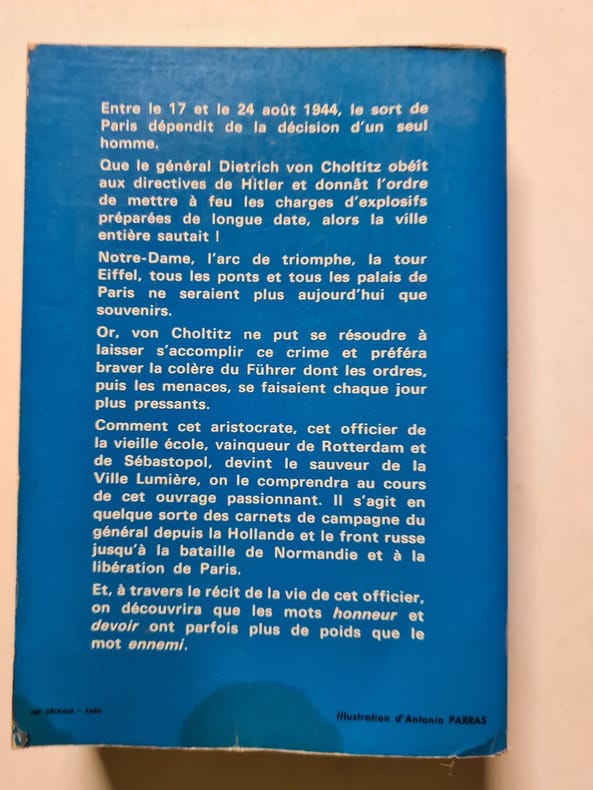 Entre le 17 et le 24 août 1944, le sort de
Paris dépendit de la décision d'un seul
homme.
Que le général Dietrich von Choltitz obéît
aux directives de Hitler et donnât l'ordre
de mettre à feu les charges d'explosifs
préparées de longue date, alors la ville
entière sautait !
Notre-Dame, l'arc de triomphe, la tour
Eiffel, tous les ponts et tous les palais de
Paris ne seraient plus aujourd'hui que
souvenirs.
Or, von Choltitz ne put se résoudre à
laisser s'accomplir ce crime et préféra
braver la colère du Führer dont les ordres,
puis les menaces, se faisaient chaque jour
plus pressants.
Comment cet aristocrate, cet officier de
la vieille école, vainqueur de Rotterdam et
de Sébastopol, devint le sauveur de la
Ville Lumière, on le comprendra au cours
de cet ouvrage passionnant. Il s'agit en
quelque sorte des carnets de campagne du
général depuis la Hollande et le front russe
jusqu'à la bataille de Normandie et à la
libération de Paris.
Et, à travers le récit de la vie de cet officier,
on découvrira que les mots honneur et
devoir ont parfois plus de poids que le
mot ennemi.
– PARIS
Illustration d'Antonio PARRAS